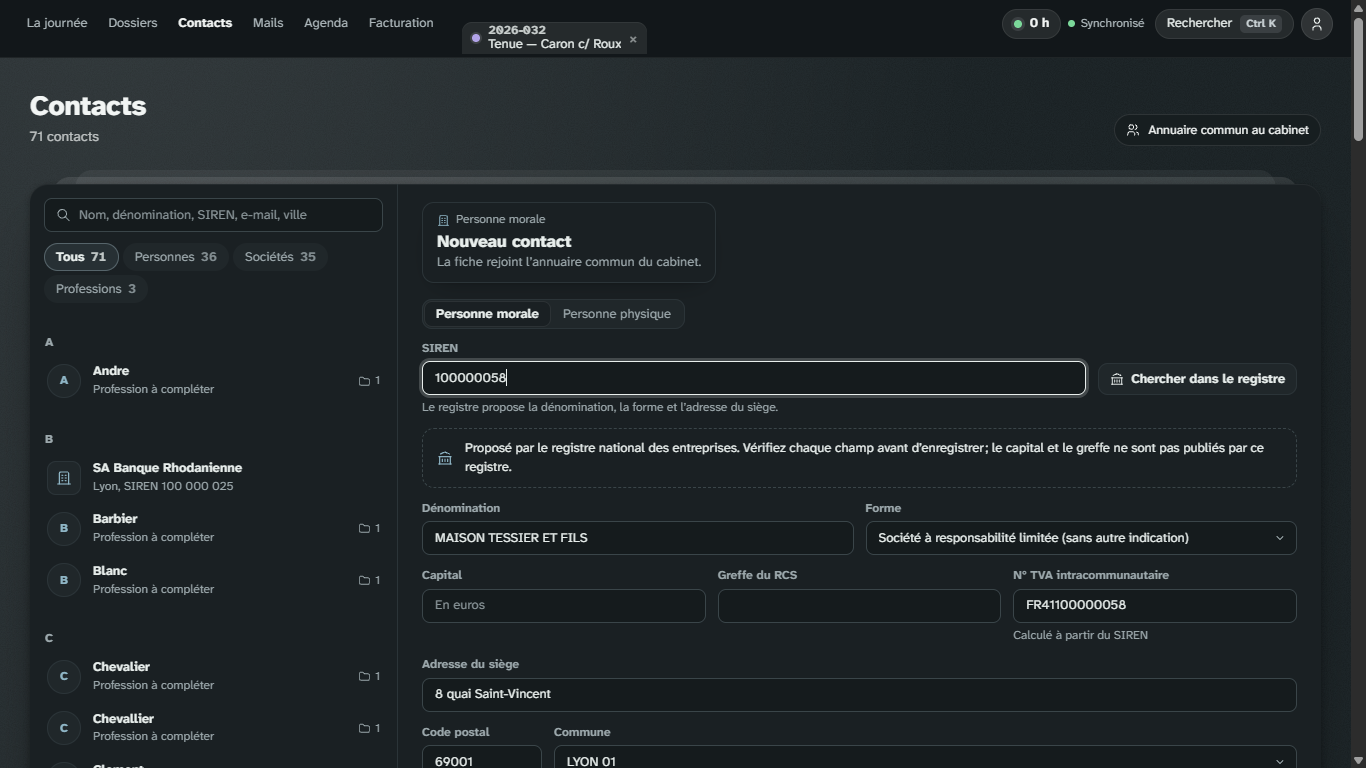 La journée
Dossiers
Contacts
Mails
Agenda
Facturation
2026-032
Tenue — Caron c/ Roux
×
0 h
Synchronisé
Rechercher
Ctrl K
Contacts
71 contacts
Annuaire commun au cabinet
Nom, dénomination, SIREN, e-mail, ville
Tous 71
Personnes 36
Sociétés 35
Professions 3
A
A
Andre
Profession à compléter
1
B
SA Banque Rhodanienne
Lyon, SIREN 100 000 025
B
Barbier
Profession à compléter
1
B
Blanc
Profession à compléter
1
C
C
Chevalier
Profession à compléter
1
C
Chevallier
Profession à compléter
1
Personne morale
Nouveau contact
La fiche rejoint l'annuaire commun du cabinet.
Personne morale
Personne physique
SIREN
100000058
Chercher dans le registre
Le registre propose la dénomination, la forme et l'adresse du siège.
Proposé par le registre national des entreprises. Vérifiez chaque champ avant d'enregistrer ; le capital et le greffe ne sont pas publiés par ce
registre.
Dénomination
Forme
MAISON TESSIER ET FILS
Société à responsabilité limitée (sans autre indication)
Capital
Greffe du RCS
N° TVA intracommunautaire
En euros
FR41100000058
Calculé à partir du SIREN
Adresse du siège
8 quai Saint-Vincent
Code postal
Commune
69001
LYON 01